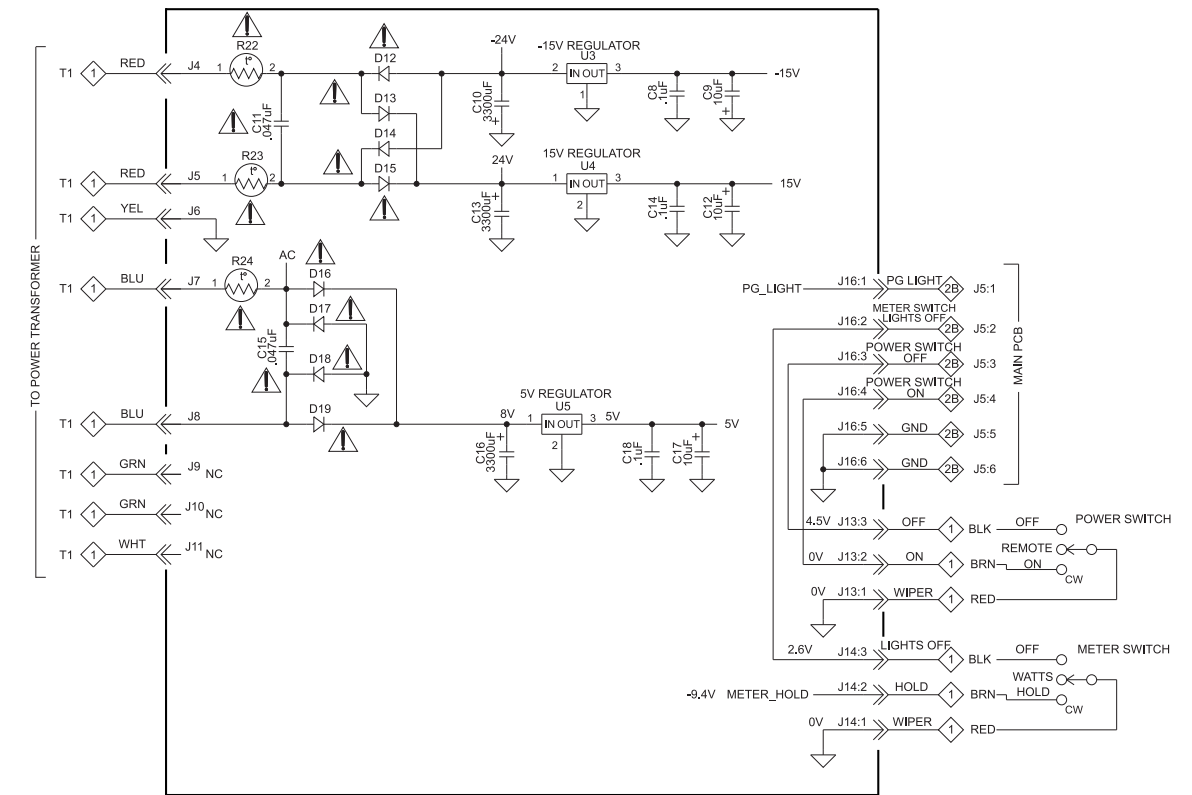 TO POWER TRANSFORMER
T1 1 RED J4 1 R22 t° 2
D12
-24V
-15V REGULATOR
U3
2 IN OUT 3
1
-15V
C11 .047uF
D13
D14
C10 3300uF +
C8 .1uF
C9 10uF +
T1 1 RED J5 1 R23 t° 2
D15
24V
15V REGULATOR
U4
1 IN OUT 3
2
15V
C13 3300uF +
C14 .1uF
C12 10uF +
T1 1 YEL J6
T1 1 BLU J7 1 R24 t° 2
AC
D16
D17
C15 .047uF
D18
T1 1 BLU J8
D19
8V
5V REGULATOR
U5
1 IN OUT 3 5V
2
5V
C16 3300uF +
C18 .1uF
C17 10uF +
T1 1 GRN J9 NC
T1 1 GRN J10 NC
T1 1 WHT J11 NC
PG_LIGHT J16:1 PG LIGHT 2B J5:1
METER SWITCH
J16:2 LIGHTS OFF 2B J5:2
POWER SWITCH
J16:3 OFF 2B J5:3
POWER SWITCH
J16:4 ON 2B J5:4
J16:5 GND 2B J5:5
J16:6 GND 2B J5:6
MAIN PCB
4.5V J13:3 OFF 1 BLK OFF POWER SWITCH
REMOTE
0V J13:2 ON 1 BRN ON CW
0V J13:1 WIPER 1 RED
2.6V J14:3 LIGHTS OFF 1 BLK OFF METER SWITCH
WATTS
-9.4V METER_HOLD J14:2 HOLD 1 BRN HOLD CW
0V J14:1 WIPER 1 RED